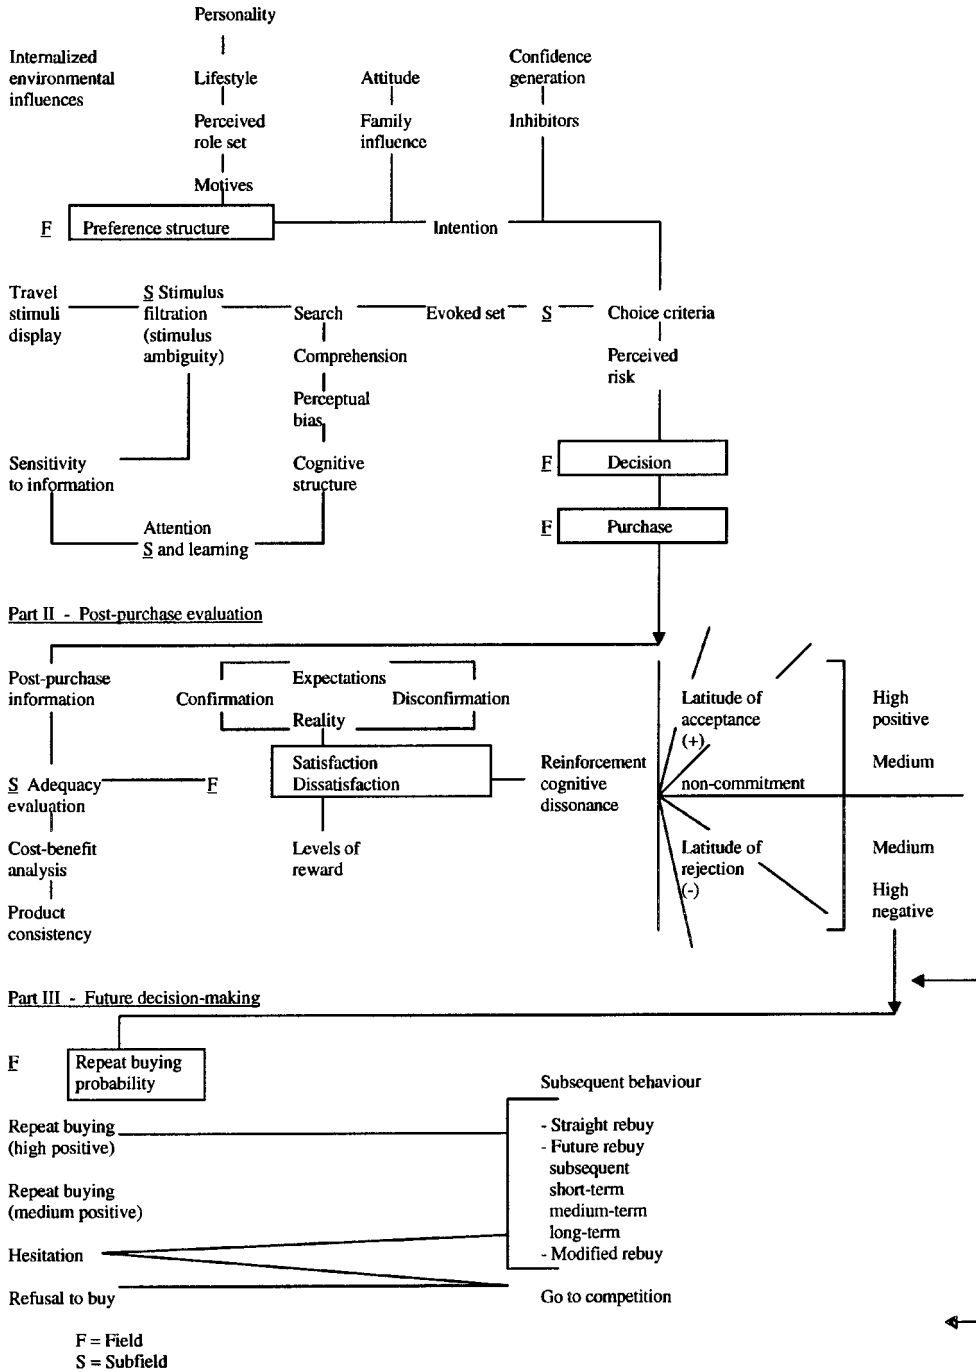 Personality
Internalized
environmental
influences
Lifestyle
Attitude
Confidence
generation
Perceived
role set
Family
influence
Inhibitors
Motives
F
Preference structure
Intention
Travel
stimuli
display
S Stimulus
filtration
(stimulus
ambiguity)
Search
Evoked set
S
Choice criteria
Comprehension
Perceived
risk
Perceptual
bias
Sensitivity
to information
Cognitive
structure
F
Decision
Attention
S and learning
F
Purchase
Part II - Post-purchase evaluation
Post-purchase
information
Expectations
Confirmation
Disconfirmation
Reality
Latitude of
acceptance
(+)
High
positive
S Adequacy
evaluation
F
Satisfaction
Dissatisfaction
Reinforcement
cognitive
dissonance
non-commitment
Medium
Cost-benefit
analysis
Levels of
reward
Latitude of
rejection
(-)
Medium
High
negative
Product
consistency
Part III - Future decision-making
F
Repeat buying
probability
Subsequent behaviour
Repeat buying
(high positive)
- Straight rebuy
- Future rebuy
subsequent
short-term
medium-term
long-term
- Modified rebuy
Repeat buying
(medium positive)
Hesitation
Refusal to buy
Go to competition
F = Field
S = Subfield